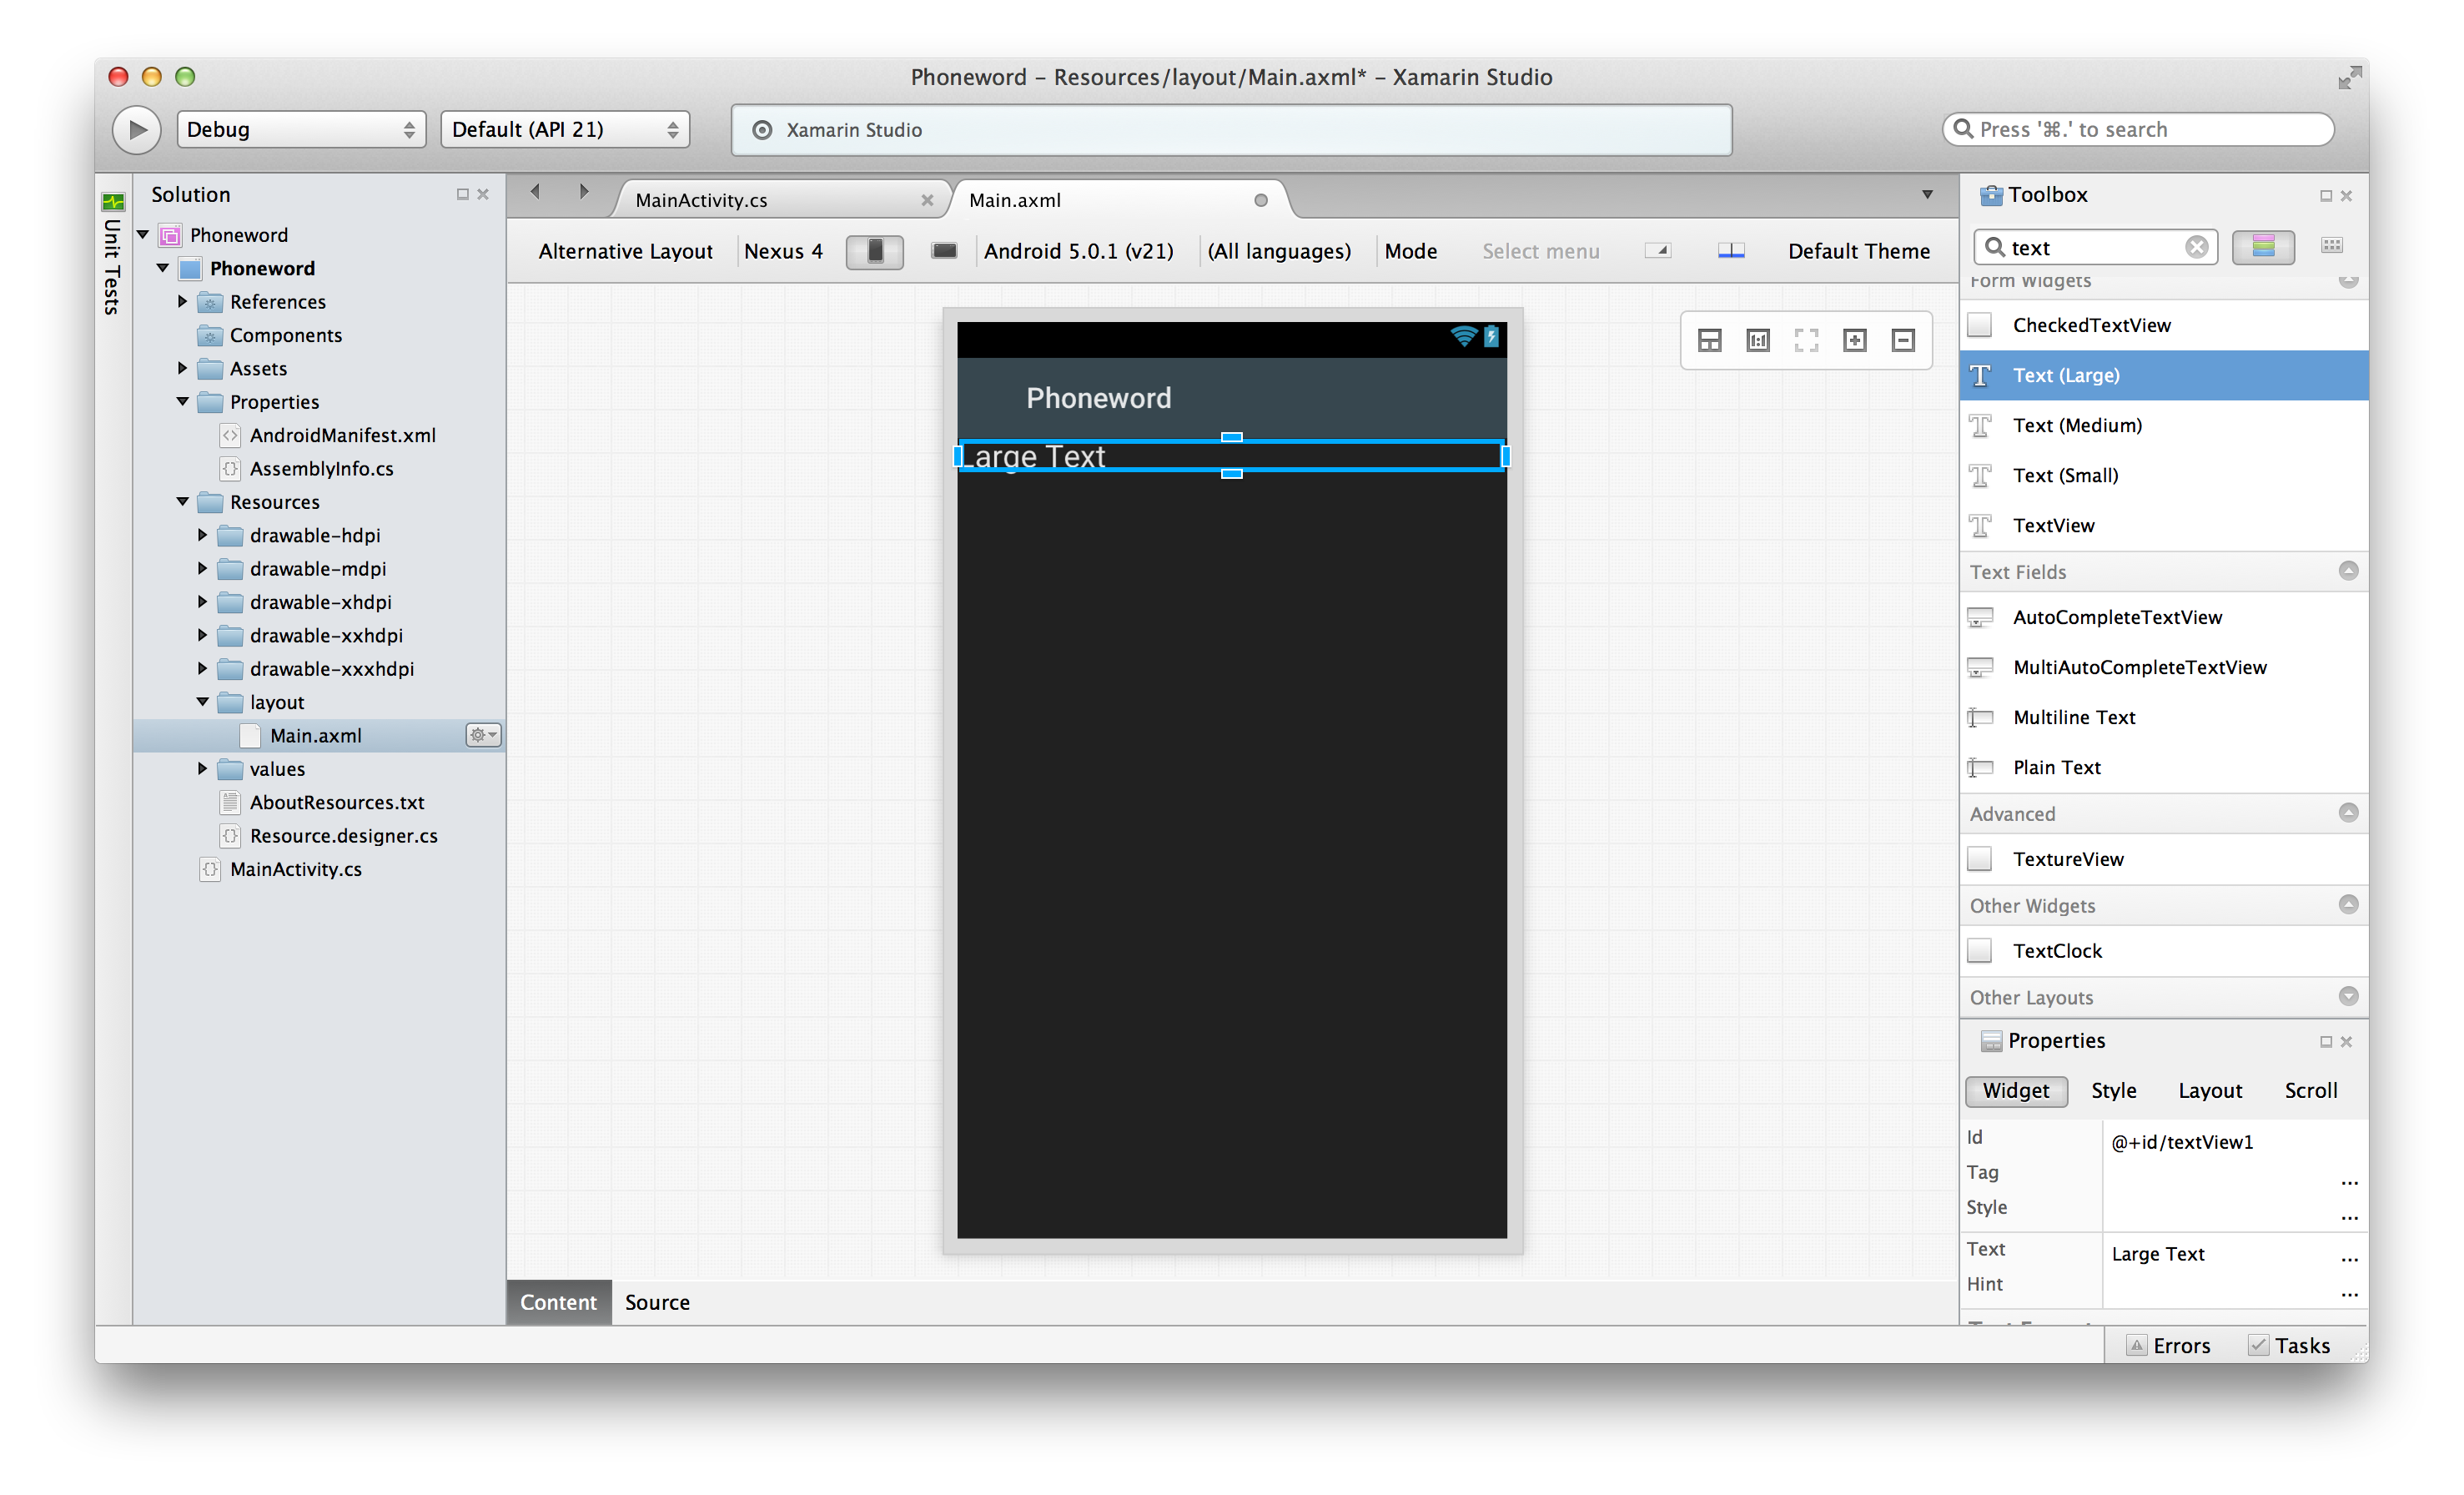 Phoneword – Resources/layout/Main.axml* – Xamarin Studio
Debug
Default (API 21)
Xamarin Studio
Press '⌘.' to search
Unit Tests
Solution
Phoneword
Phoneword
References
Components
Assets
Properties
AndroidManifest.xml
AssemblyInfo.cs
Resources
drawable-hdpi
drawable-mdpi
drawable-xhdpi
drawable-xxhdpi
drawable-xxxhdpi
layout
Main.axml
values
AboutResources.txt
Resource.designer.cs
MainActivity.cs
MainActivity.cs
Main.axml
Alternative Layout
Nexus 4
Android 5.0.1 (v21)
(All languages)
Mode
Select menu
Default Theme
Phoneword
Large Text
Content
Source
Toolbox
text
Form Widgets
CheckedTextView
Text (Large)
Text (Medium)
Text (Small)
TextView
Text Fields
AutoCompleteTextView
MultiAutoCompleteTextView
Multiline Text
Plain Text
Advanced
TextureView
Other Widgets
TextClock
Other Layouts
Properties
Widget
Style
Layout
Scroll
Id
@+id/textView1
Tag
...
Style
...
Text
Large Text
...
Hint
...
Errors
Tasks